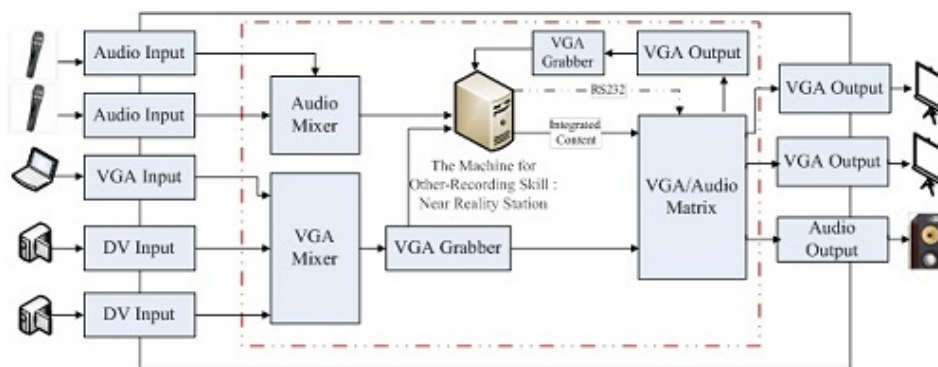 Audio Input
Audio Input
VGA Input
DV Input
DV Input
Audio
Mixer
VGA
Mixer
VGA
Grabber
VGA Output
RS232
Integrated
Content
The Machine for
Other-Recording Skill :
Near Reality Station
VGA Grabber
VGA/Audio
Matrix
VGA Output
VGA Output
Audio
Output